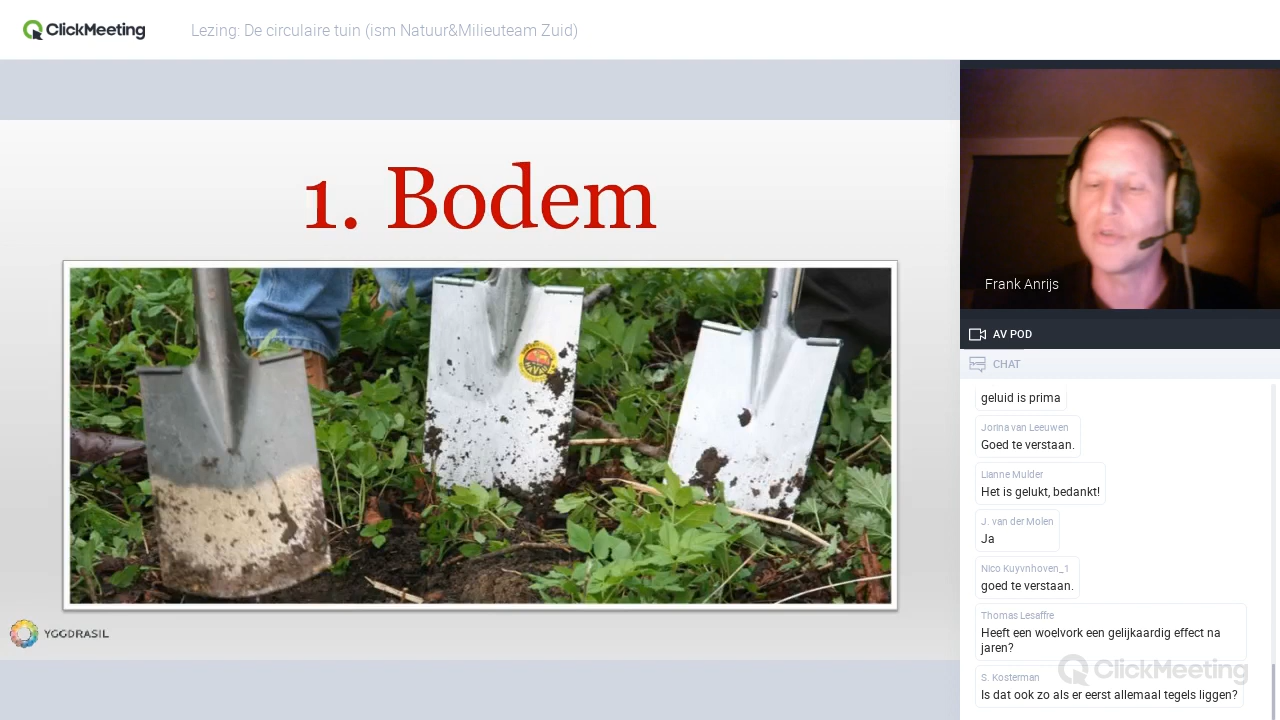 ClickMeeting
Lezing: De circulaire tuin (ism Natuur&Milieuteam Zuid)
1. Bodem
YGGDRASIL
Frank Anrijs
AV POD
CHAT
geluid is prima
Jorina van Leeuwen
Goed te verstaan.
Lianne Mulder
Het is gelukt, bedankt!
J. van der Molen
Ja
Nico Kuyvnhoven_1
goed te verstaan.
Thomas Lesaffre
Heeft een woelvork een gelijkaardig effect na
jaren?
ClickMeeting
S. Kosterman
Is dat ook zo als er eerst allemaal tegels liggen?